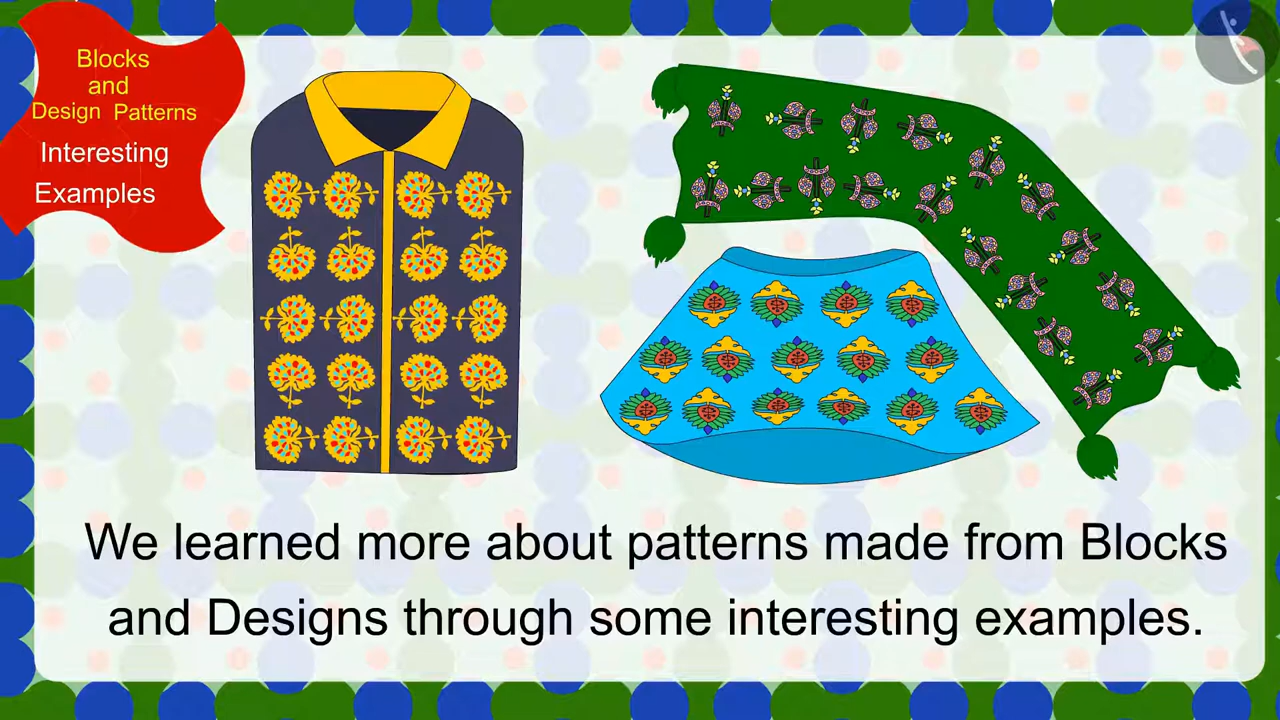 Blocks
and
Design Patterns
Interesting
Examples
We learned more about patterns made from Blocks
and Designs through some interesting examples.